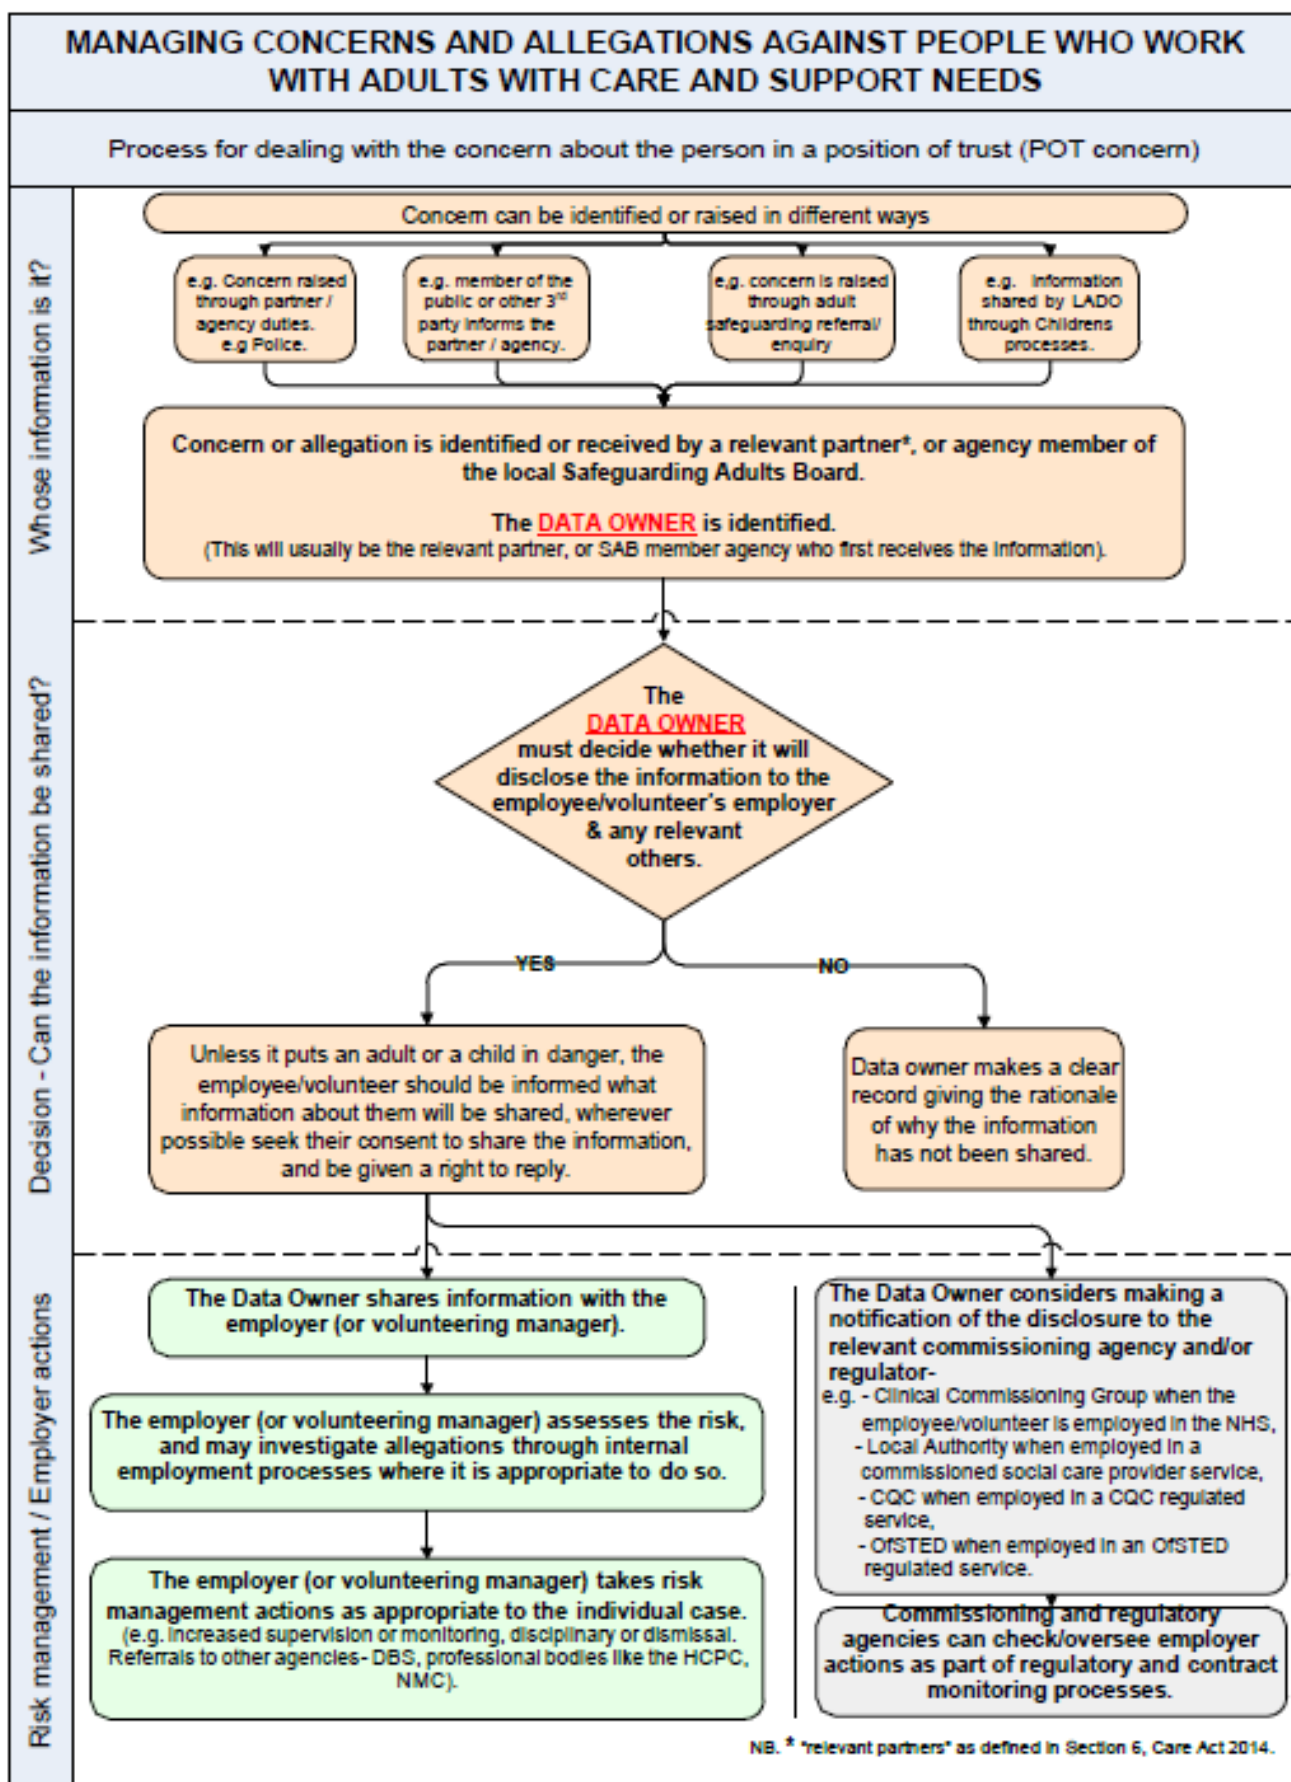 MANAGING CONCERNS AND ALLEGATIONS AGAINST PEOPLE WHO WORK
WITH ADULTS WITH CARE AND SUPPORT NEEDS
Process for dealing with the concern about the person in a position of trust (POT concern)
Whose information is it?
Concern can be identified or raised in different ways
e.g. Concern raised
through partner /
agency duties.
e.g Police.
e.g. member of the
public or other 3rd
party informs the
partner / agency.
e,g. concern is raised
through adult
safeguarding referral/
enquiry
e.g. Information
shared by LADO
through Childrens
processes.
Concern or allegation is identified or received by a relevant partner*, or agency member of
the local Safeguarding Adults Board.
The DATA OWNER is identified.
(This will usually be the relevant partner, or SAB member agency who first receives the information).
Decision - Can the information be shared?
The
DATA OWNER
must decide whether it will
disclose the information to the
employee/volunteer's employer
& any relevant
others.
YES
NO
Unless it puts an adult or a child in danger, the
employee/volunteer should be informed what
information about them will be shared, wherever
possible seek their consent to share the information,
and be given a right to reply.
Data owner makes a clear
record giving the rationale
of why the information
has not been shared.
Risk management / Employer actions
The Data Owner shares information with the
employer (or volunteering manager).
The employer (or volunteering manager) assesses the risk,
and may investigate allegations through internal
employment processes where it is appropriate to do so.
The employer (or volunteering manager) takes risk
management actions as appropriate to the individual case.
(e.g. increased supervision or monitoring, disciplinary or dismissal.
Referrals to other agencies- DBS, professional bodies like the HCPC,
NMC).
The Data Owner considers making a
notification of the disclosure to the
relevant commissioning agency and/or
regulator-
e.g. - Clinical Commissioning Group when the
employee/volunteer is employed in the NHS,
- Local Authority when employed in a
commissioned social care provider service,
- CQC when employed in a CQC regulated
service,
- OfSTED when employed in an OfSTED
regulated service.
Commissioning and regulatory
agencies can check/oversee employer
actions as part of regulatory and contract
monitoring processes.
NB. * "relevant partners" as defined in Section 6, Care Act 2014.